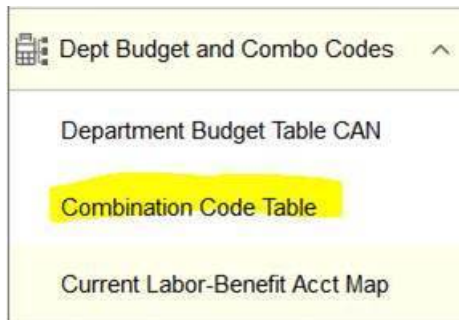 Dept Budget and Combo Codes
Department Budget Table CAN
Combination Code Table
Current Labor-Benefit Acct Map